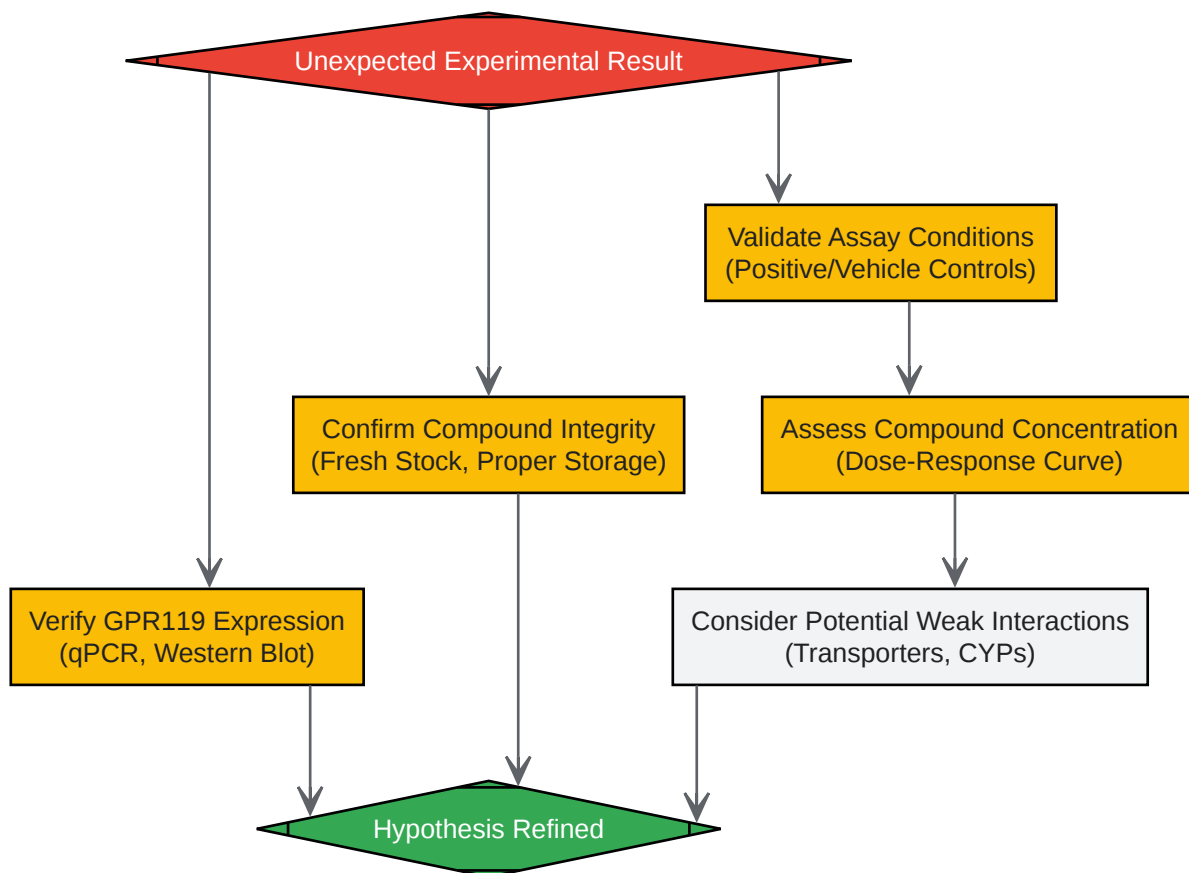 Unexpected Experimental Result
Validate Assay Conditions
(Positive/Vehicle Controls)
Confirm Compound Integrity
(Fresh Stock, Proper Storage)
Assess Compound Concentration
(Dose-Response Curve)
Verify GPR119 Expression
(qPCR, Western Blot)
Consider Potential Weak Interactions
(Transporters, CYPs)
Hypothesis Refined